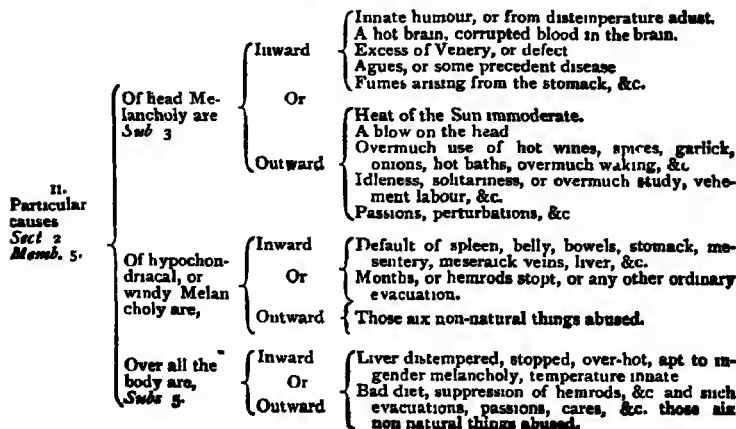 II.
Particular
causes
Sect 2
Memb. 5.
Of head Me-
lancholy are
Sub 3
Inward
Innate humour, or from distemperature adust.
A hot brain, corrupted blood in the brain.
Excess of Venery, or defect
Agues, or some precedent disease
Fumes arising from the stomack, &c.
Or
Outward
Heat of the Sun immoderate.
A blow on the head
Overmuch use of hot wines, spices, garlick,
onions, hot baths, overmuch waking, &c
Idleness, solitariness, or overmuch study, vehe-
ment labour, &c.
Passions, perturbations, &c
Of hypochon-
driacal, or
windy Melan
choly are,
Inward
Default of spleen, belly, bowels, stomack, me-
sentery, meseraick veins, liver, &c.
Or
Months, or hemrods stopt, or any other ordinary
evacuation.
Outward
Those six non-natural things abused.
Over all the
body are,
Subs 5.
Inward
Liver distempered, stopped, over-hot, apt to in-
gender melancholy, temperature innate
Or
Outward
Bad diet, suppression of hemrods, &c and such
evacuations, passions, cares, &c. those six
non natural things abused.